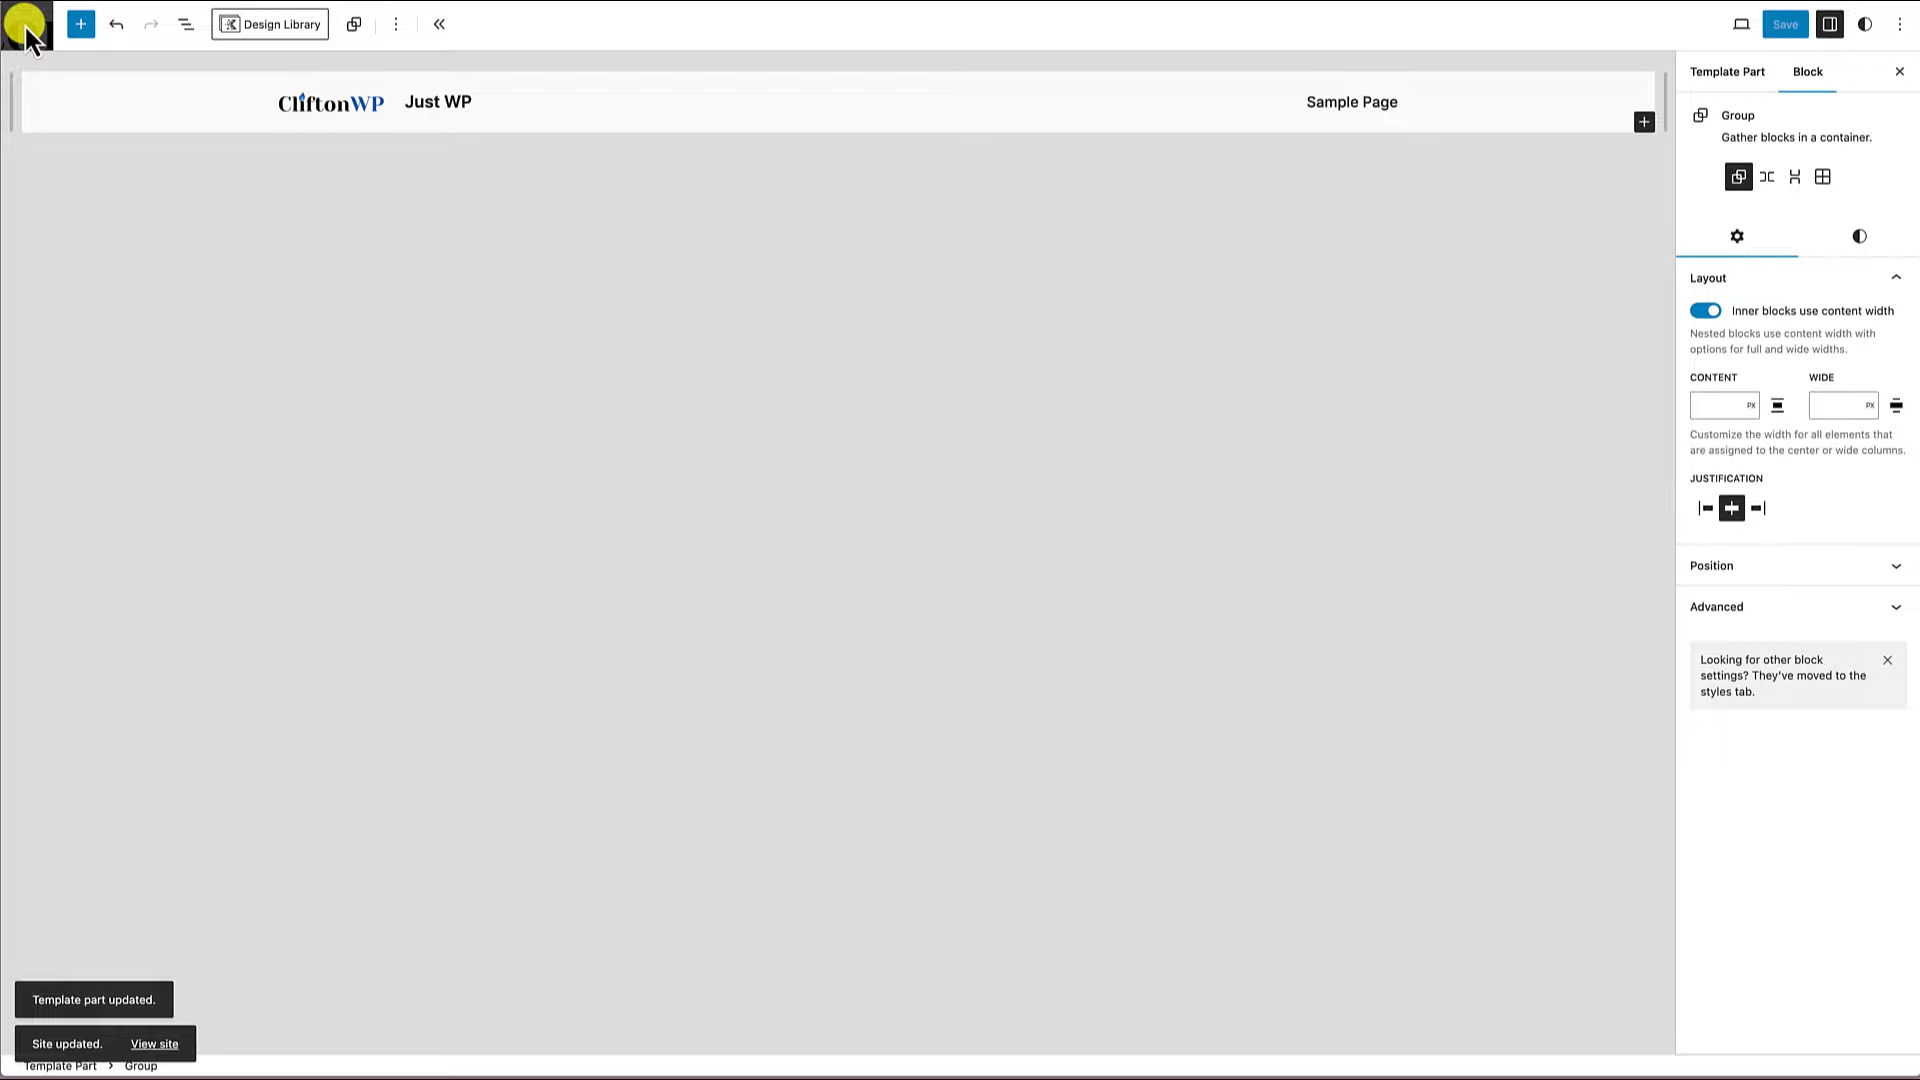 Design Library
Save
CliftonWP
Just WP
Sample Page
Template Part
Block
Group
Gather blocks in a container.
Layout
Inner blocks use content width
Nested blocks use content width with
options for full and wide widths.
CONTENT
WIDE
PX
PX
Customize the width for all elements that
are assigned to the center or wide columns.
JUSTIFICATION
Position
Advanced
Looking for other block
settings? They've moved to the
styles tab.
Template part updated.
Site updated. View site
Template Part › Group